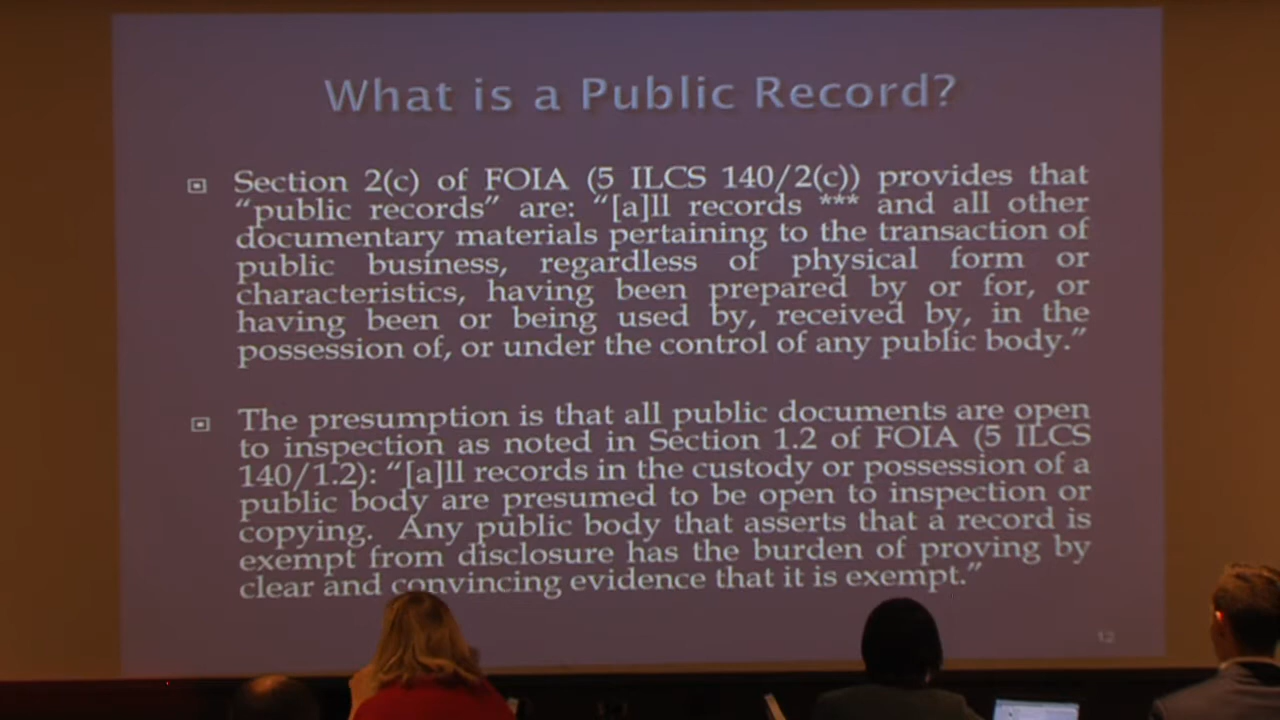 What is a Public Record?
Section 2(c) of FOIA (5 ILCS 140/2(c)) provides that
“public records” are: “[a]ll records *** and all other
documentary materials pertaining to the transaction of
public business, regardless of physical form or
characteristics, having been prepared by or for, or
having been or being used by, received by, in the
possession of, or under the control of any public body.”
The presumption is that all public documents are open
to inspection as noted in Section 1.2 of FOIA (5 ILCS
140/1.2): “[a]ll records in the custody or possession of a
public body are presumed to be open to inspection or
copying. Any public body that asserts that a record is
exempt from disclosure has the burden of proving by
clear and convincing evidence that it is exempt.”
12